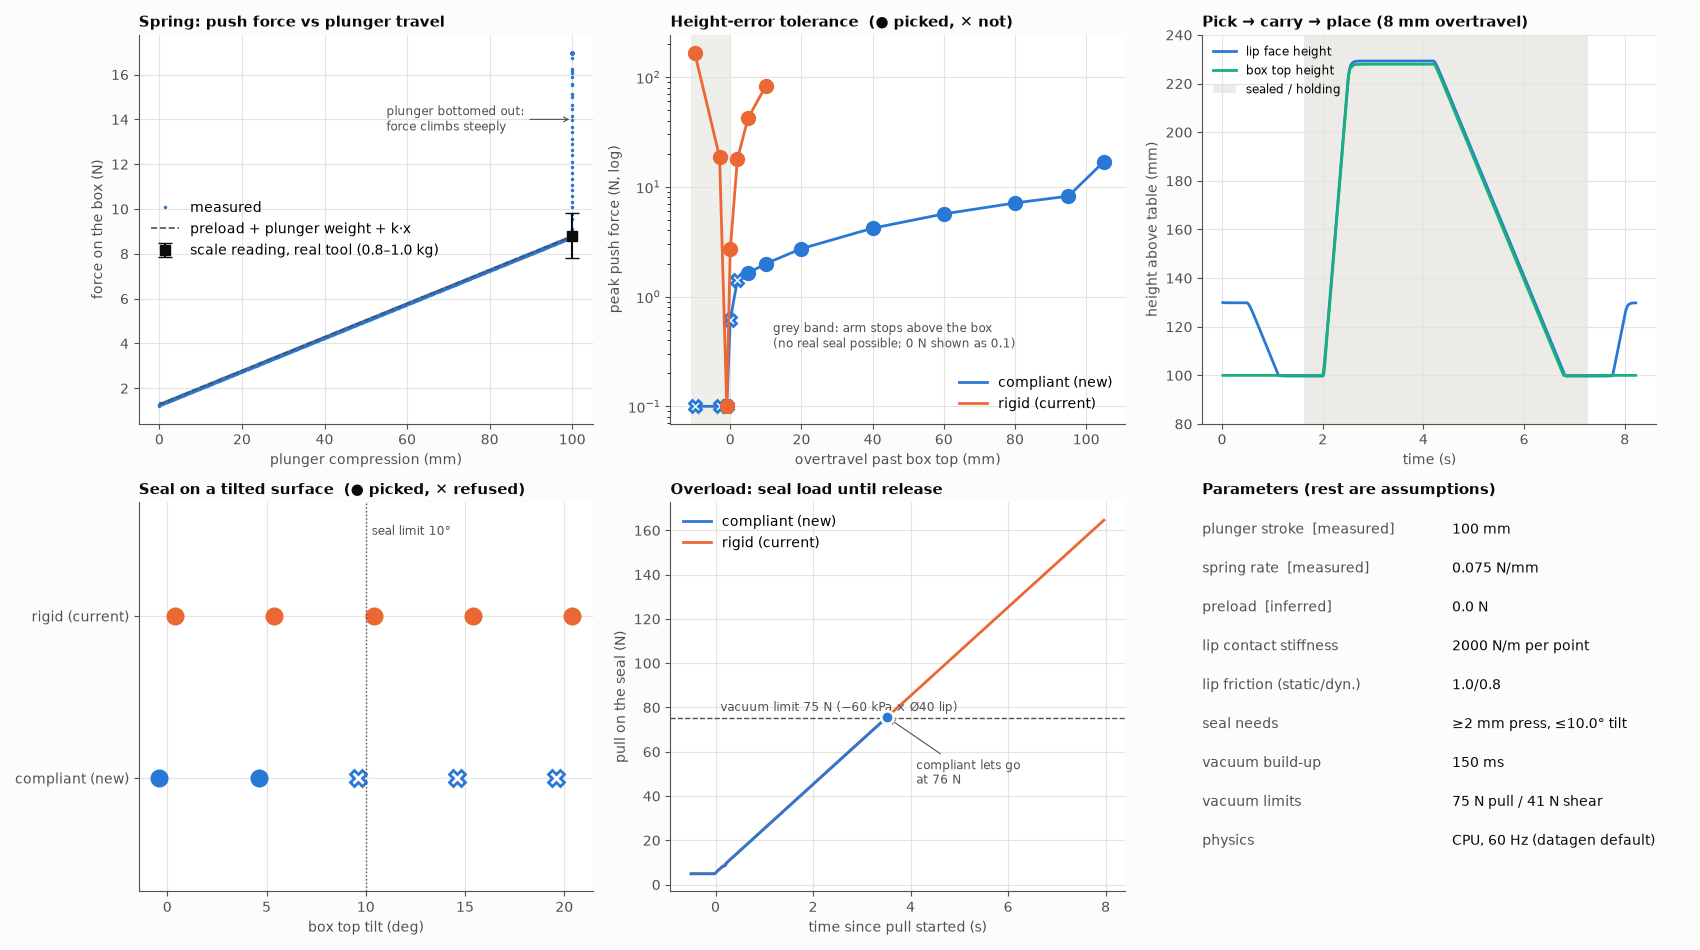 Spring: push force vs plunger travel
force on the box (N)
16
14
12
10
8
6
4
2
plunger bottomed out:
force climbs steeply
measured
preload + plunger weight + k·x
scale reading, real tool (0.8–1.0 kg)
0
20
40
60
80
100
plunger compression (mm)
Height-error tolerance (● picked, × not)
peak push force (N, log)
10²
10¹
10⁰
10⁻¹
grey band: arm stops above the box
(no real seal possible; 0 N shown as 0.1)
compliant (new)
rigid (current)
0
20
40
60
80
100
overtravel past box top (mm)
Pick → carry → place (8 mm overtravel)
height above table (mm)
240
220
200
180
160
140
120
100
80
lip face height
box top height
sealed / holding
0
2
4
6
8
time (s)
Seal on a tilted surface (● picked, × refused)
seal limit 10°
rigid (current)
compliant (new)
0
5
10
15
20
box top tilt (deg)
Overload: seal load until release
pull on the seal (N)
160
140
120
100
80
60
40
20
0
compliant (new)
rigid (current)
vacuum limit 75 N (−60 kPa × Ø40 lip)
compliant lets go
at 76 N
0
2
4
6
8
time since pull started (s)
Parameters (rest are assumptions)
plunger stroke [measured] 100 mm
spring rate [measured] 0.075 N/mm
preload [inferred] 0.0 N
lip contact stiffness 2000 N/m per point
lip friction (static/dyn.) 1.0/0.8
seal needs ≥2 mm press, ≤10.0° tilt
vacuum build-up 150 ms
vacuum limits 75 N pull / 41 N shear
physics CPU, 60 Hz (datagen default)